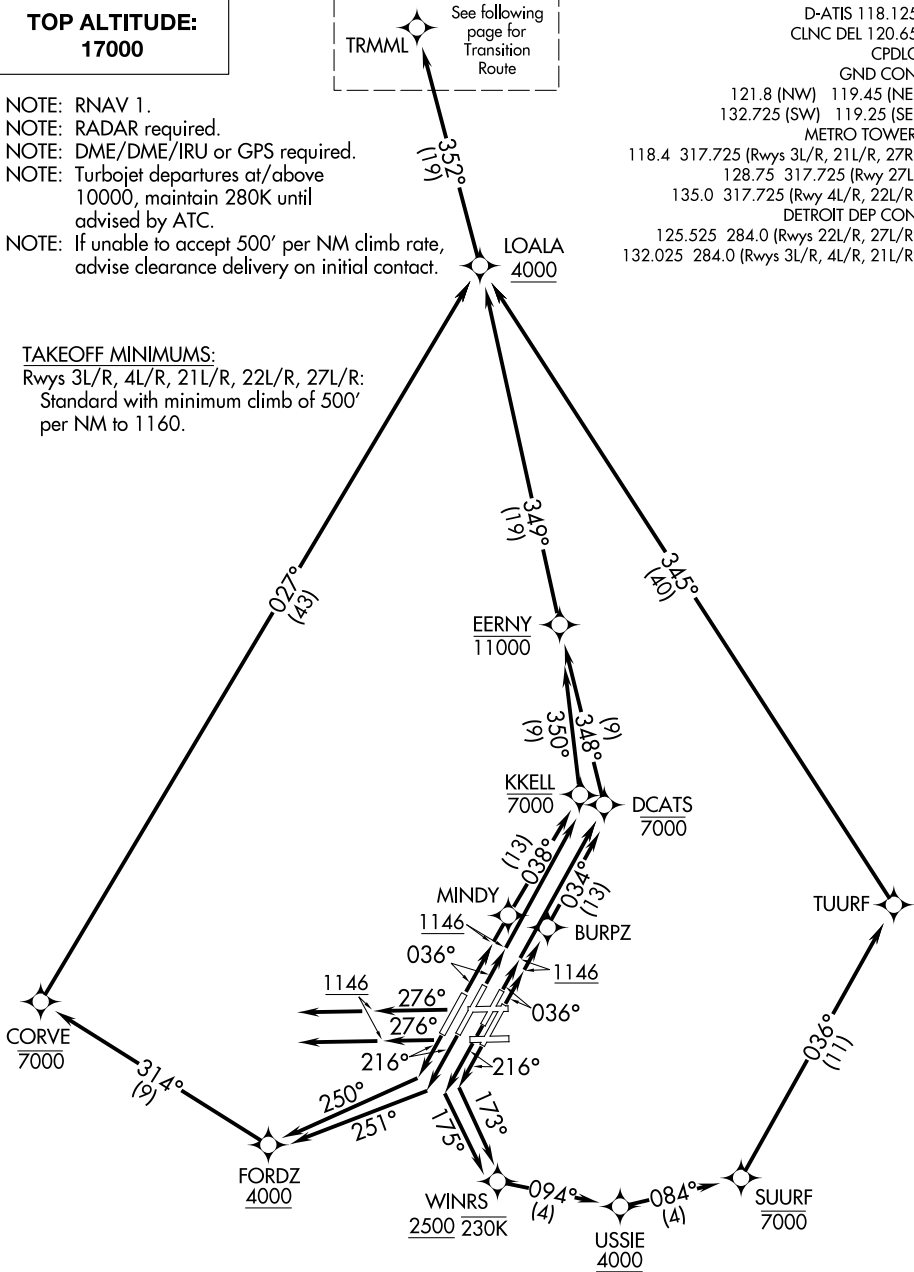 TOP ALTITUDE:
17000
TRMML
See following
page for
Transition
Route
D-ATIS 118.125
CLNC DEL 120.65
CPDLC
GND CON
121.8 (NW) 119.45 (NE
132.725 (SW) 119.25 (SE
METRO TOWER
118.4 317.725 (Rwys 3L/R, 21L/R, 27R
128.75 317.725 (Rwy 27L
135.0 317.725 (Rwy 4L/R, 22L/R
DETROIT DEP CON
125.525 284.0 (Rwys 22L/R, 27L/R
132.025 284.0 (Rwys 3L/R, 4L/R, 21L/R
NOTE: RNAV 1.
NOTE: RADAR required.
NOTE: DME/DME/IRU or GPS required.
NOTE: Turbojet departures at/above
10000, maintain 280K until
advised by ATC.
NOTE: If unable to accept 500' per NM climb rate,
advise clearance delivery on initial contact.
352°
(19)
LOALA
4000
TAKEOFF MINIMUMS:
Rwys 3L/R, 4L/R, 21L/R, 22L/R, 27L/R:
Standard with minimum climb of 500'
per NM to 1160.
349°
(19)
027°
(43)
345°
(40)
EERNY
11000
350°
(9)
348°
(9)
KKELL
7000
DCATS
7000
(13)
038°
034°
(13)
MINDY
BURPZ
TUURF
1146
036°
1146
036°
1146
276°
276°
216°
216°
CORVE
7000
314°
(9)
250°
251°
175°
173°
036°
(11)
FORDZ
4000
WINRS
2500 230K
094°
(4)
USSIE
4000
084°
(4)
SUURF
7000